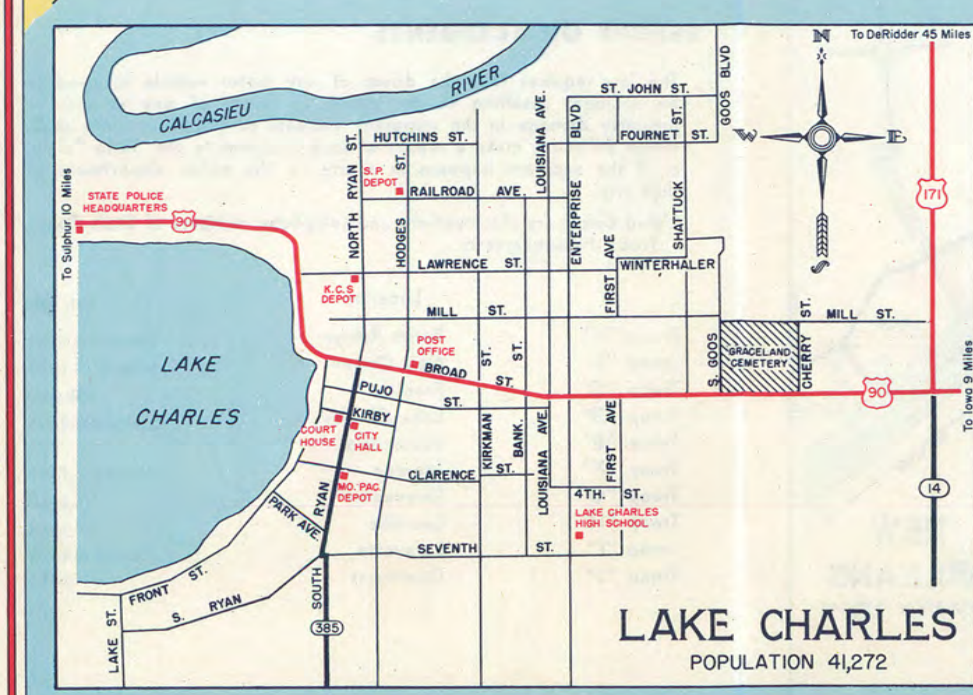 N
To DeRidder 45 Miles
CALCASIEU
RIVER
ST. JOHN ST.
GOOS BLVD
HUTCHINS ST.
FOURNET ST.
W
E
S
NORTH RYAN ST.
S.P.
DEPOT
HODGES ST.
RAILROAD AVE.
LOUISIANA AVE.
ENTERPRISE BLVD
SHATTUCK ST.
171
STATE POLICE
HEADQUARTERS
90
To Sulphur 10 Miles
LAWRENCE ST.
FIRST AVE
WINTERHALER
K.C.S
DEPOT
MILL ST.
MILL ST.
POST
OFFICE
BROAD ST.
LAKE
CHARLES
S. GOOS
GRACELAND
CEMETERY
CHERRY ST.
90
To Iowa 9 Miles
PUJO ST.
KIRBY
COURT
HOUSE
CITY
HALL
KIRKMAN ST.
BANK. ST.
LOUISIANA AVE
FIRST AVE
CLARENCE ST.
MO. PAC.
DEPOT
4TH. ST.
14
PARK AVE.
SOUTH RYAN
LAKE CHARLES
HIGH SCHOOL
SEVENTH ST.
FRONT ST.
S. RYAN
LAKE ST.
385
LAKE CHARLES
POPULATION 41,272